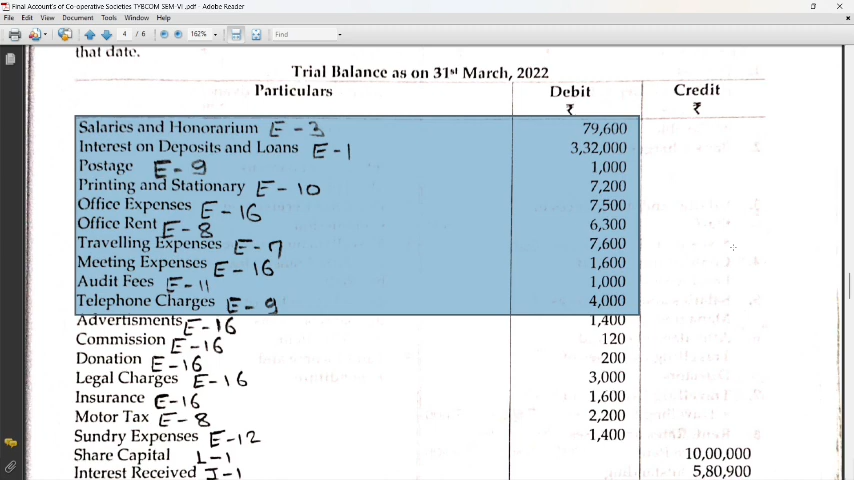 Final Account's of Co-operative Societies TYBCOM SEM-VI .pdf - Adobe Reader
File Edit View Document Tools Window Help
4 / 6 162% Find
that date.
Trial Balance as on 31st March, 2022
Particulars Debit Credit
₹ ₹
Salaries and Honorarium E-3 79,600
Interest on Deposits and Loans E-1 3,32,000
Postage E-9 1,000
Printing and Stationary E-10 7,200
Office Expenses E-16 7,500
Office Rent E-8 6,300
Travelling Expenses E-7 7,600
Meeting Expenses E-16 1,600
Audit Fees E-11 1,000
Telephone Charges E-9 4,000
Advertisments E-16 1,400
Commission E-16 120
Donation E-16 200
Legal Charges E-16 3,000
Insurance E-16 1,600
Motor Tax E-8 2,200
Sundry Expenses E-12 1,400
Share Capital L-1 10,00,000
Interest Received I-1 5,80,900